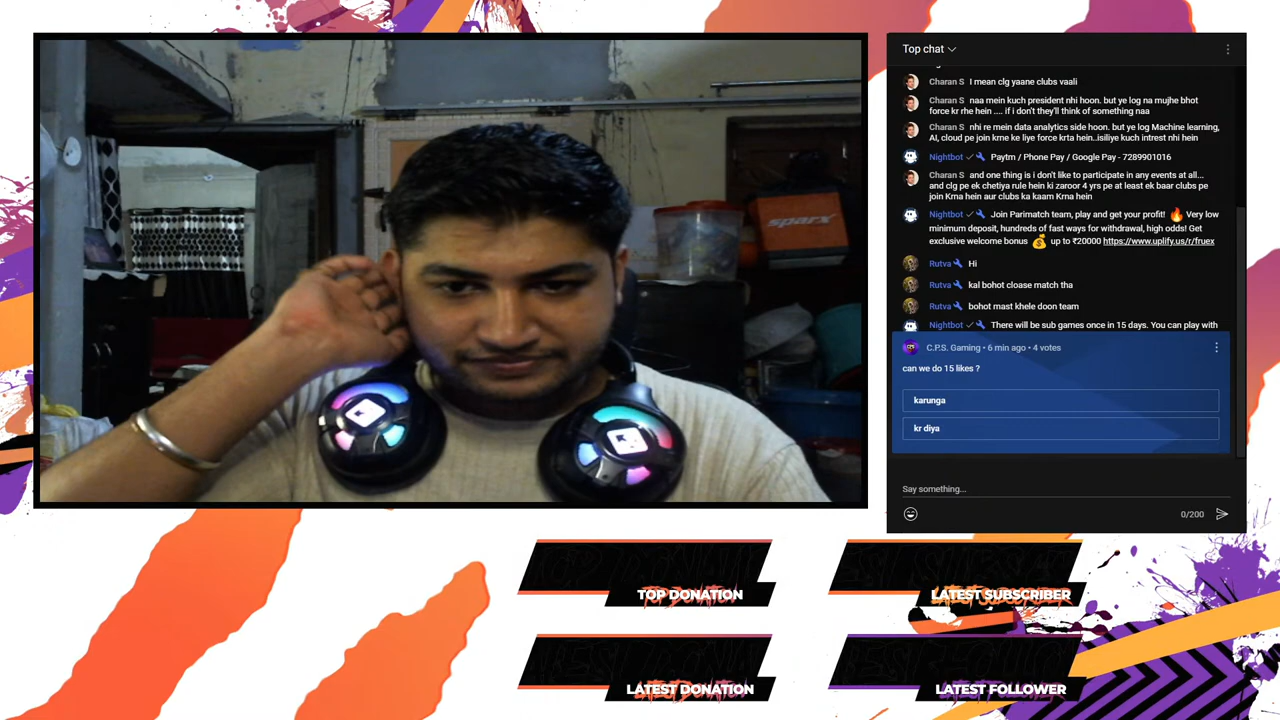 sparx
Top chat
Charan S I mean clg yaane clubs vaali
Charan S naa mein kuch president nhi hoon. but ye log na mujhe bhot
force kr rhe hein .... if i don't they'll think of something naa
Charan S nhi re mein data analytics side hoon. but ye log Machine learning,
AI, cloud pe join krne ke liye force krta hein..isiliye kuch intrest nhi hein
Nightbot Paytm / Phone Pay / Google Pay - 7289901016
Charan S and one thing is i don't like to participate in any events at all...
and clg pe ek chetiya rule hein ki zaroor 4 yrs pe at least ek baar clubs pe
join Krna hein aur clubs ka kaam Krna hein
Nightbot Join Parimatch team, play and get your profit! 🔥 Very low
minimum deposit, hundreds of fast ways for withdrawal, high odds! Get
exclusive welcome bonus 💰 up to ₹20000 https://www.uplify.us/r/fruex
Rutva Hi
Rutva kal bohot cloase match tha
Rutva bohot mast khele doon team
Nightbot There will be sub games once in 15 days. You can play with
C.P.S. Gaming • 6 min ago • 4 votes
can we do 15 likes ?
karunga
kr diya
Say something...
0/200
TOP DONATION
LATEST SUBSCRIBER
LATEST DONATION
LATEST FOLLOWER